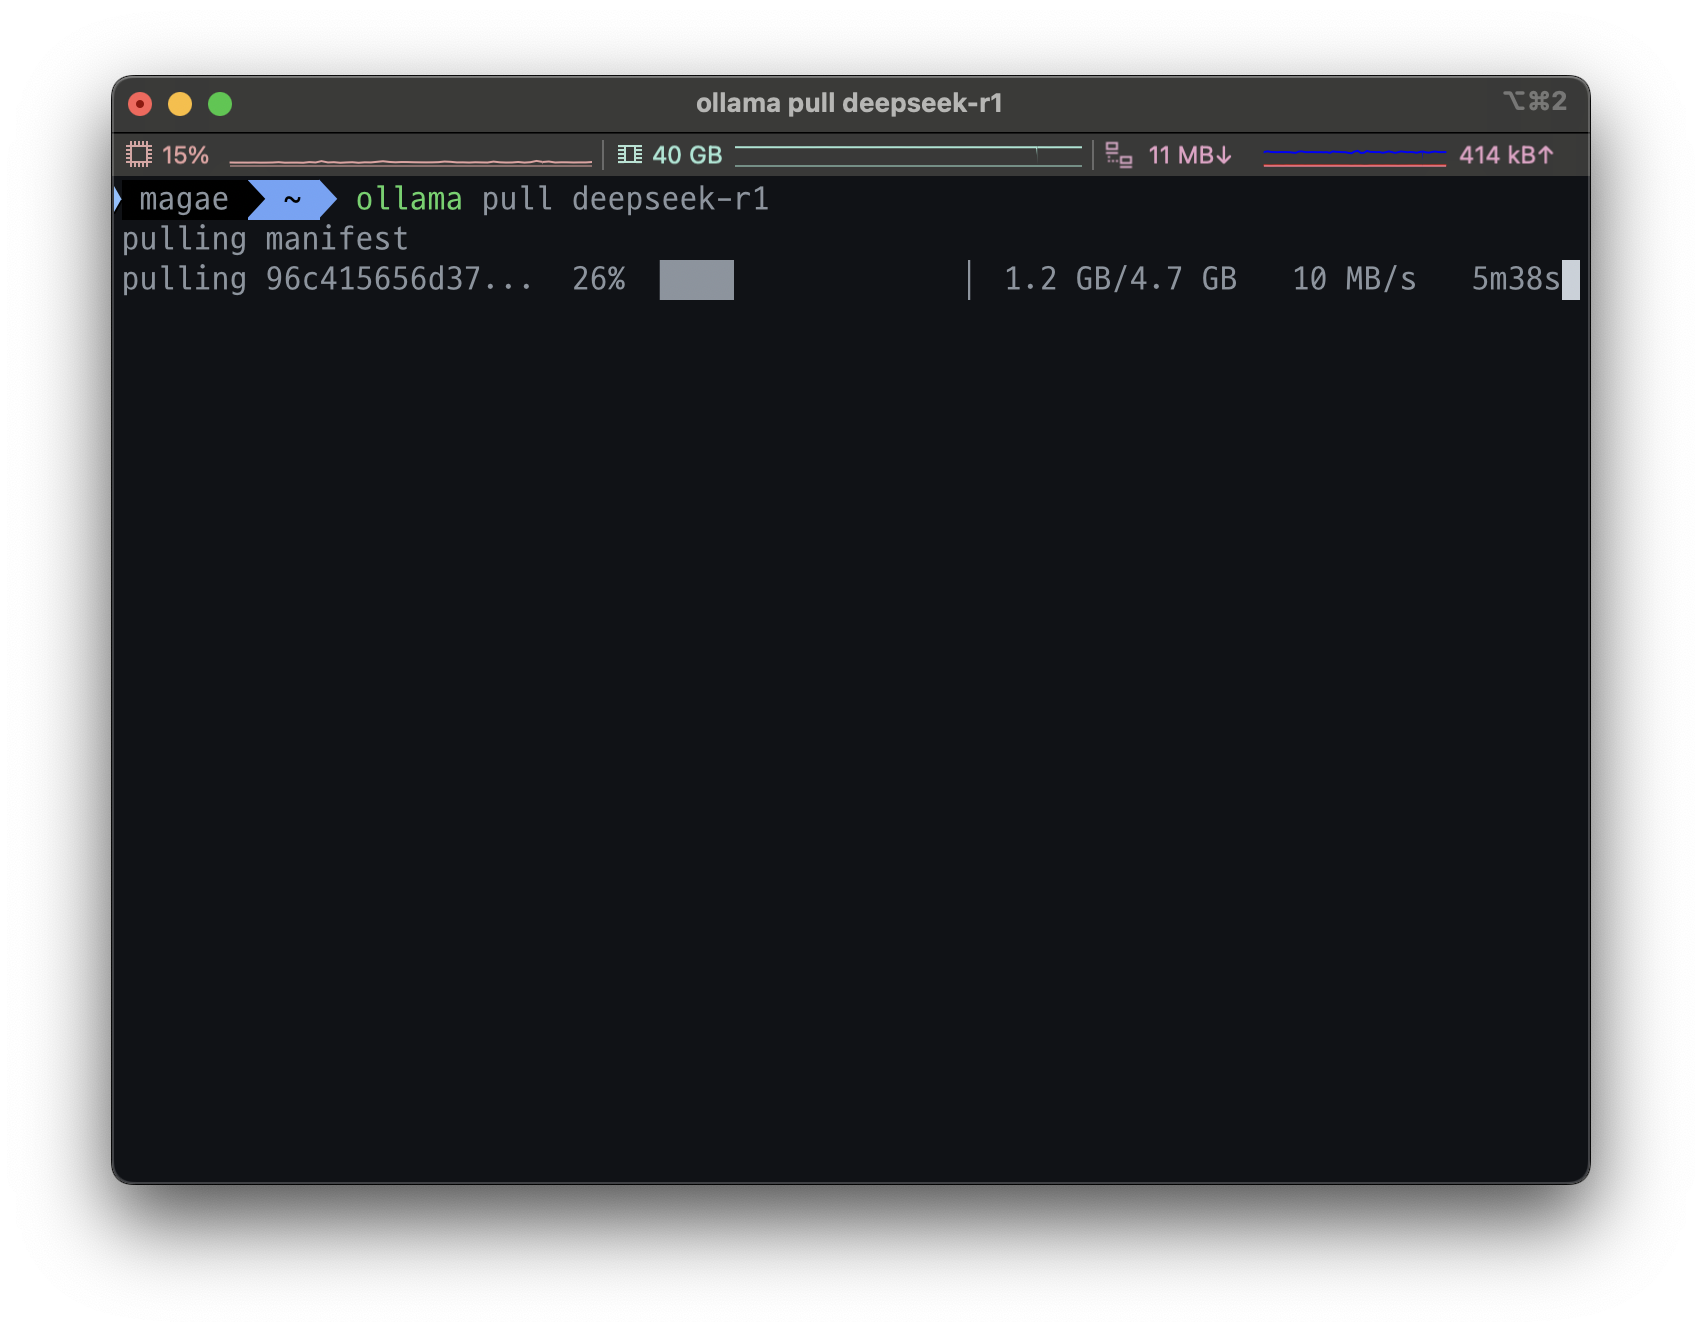 ollama pull deepseek-r1
⌥⌘2
15% 40 GB 11 MB↓ 414 kB↑
magae ~ ollama pull deepseek-r1
pulling manifest
pulling 96c415656d37... 26% 1.2 GB/4.7 GB 10 MB/s 5m38s